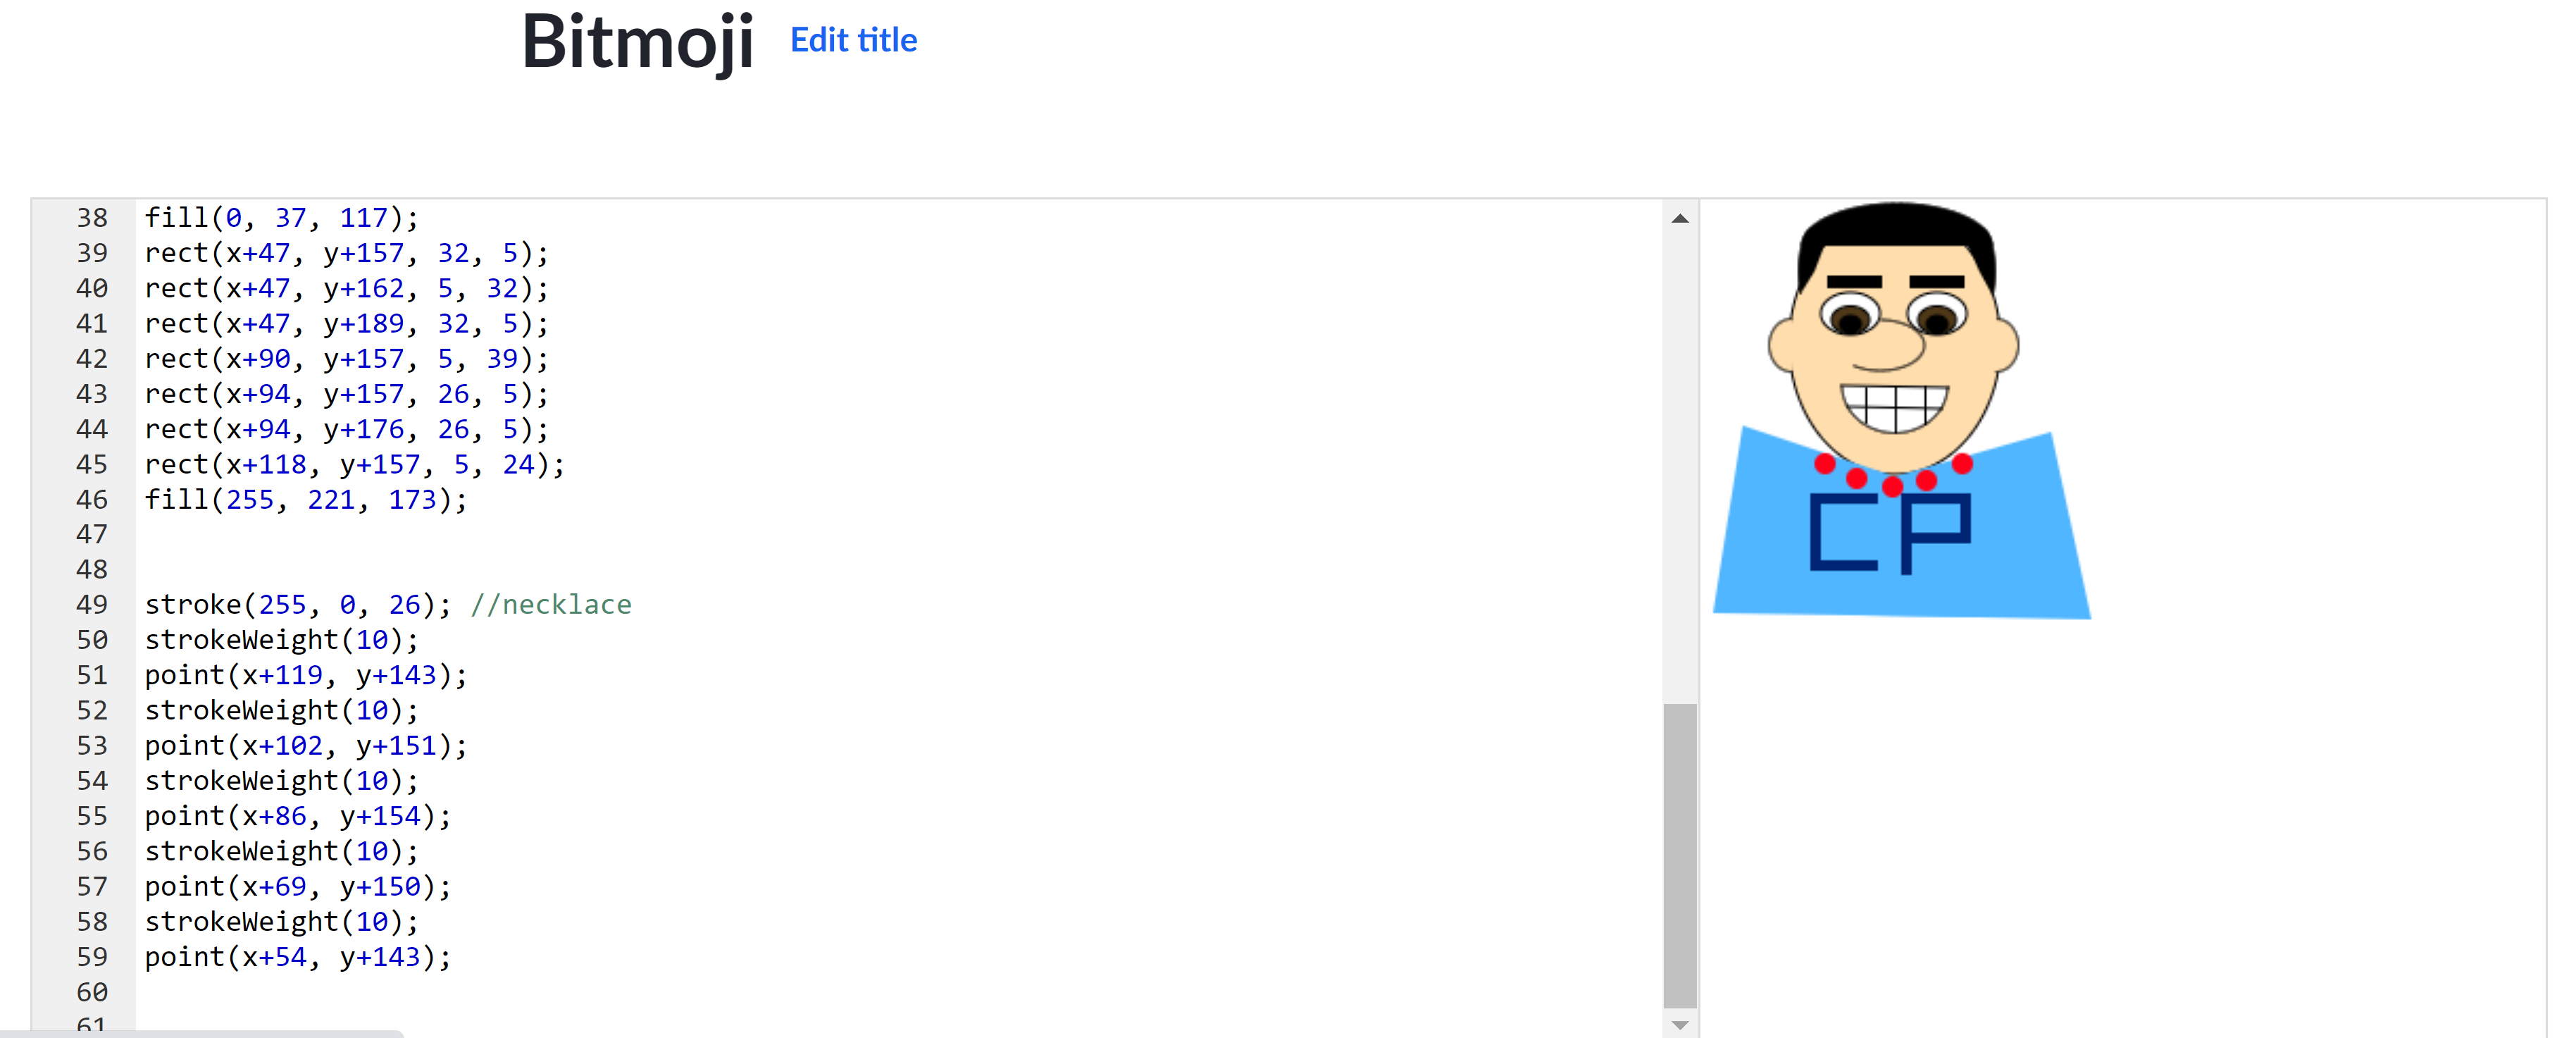 Bitmoji Edit title
38 fill(0, 37, 117);
39 rect(x+47, y+157, 32, 5);
40 rect(x+47, y+162, 5, 32);
41 rect(x+47, y+189, 32, 5);
42 rect(x+90, y+157, 5, 39);
43 rect(x+94, y+157, 26, 5);
44 rect(x+94, y+176, 26, 5);
45 rect(x+118, y+157, 5, 24);
46 fill(255, 221, 173);
47
48
49 stroke(255, 0, 26); //necklace
50 strokeWeight(10);
51 point(x+119, y+143);
52 strokeWeight(10);
53 point(x+102, y+151);
54 strokeWeight(10);
55 point(x+86, y+154);
56 strokeWeight(10);
57 point(x+69, y+150);
58 strokeWeight(10);
59 point(x+54, y+143);
60
61
CP